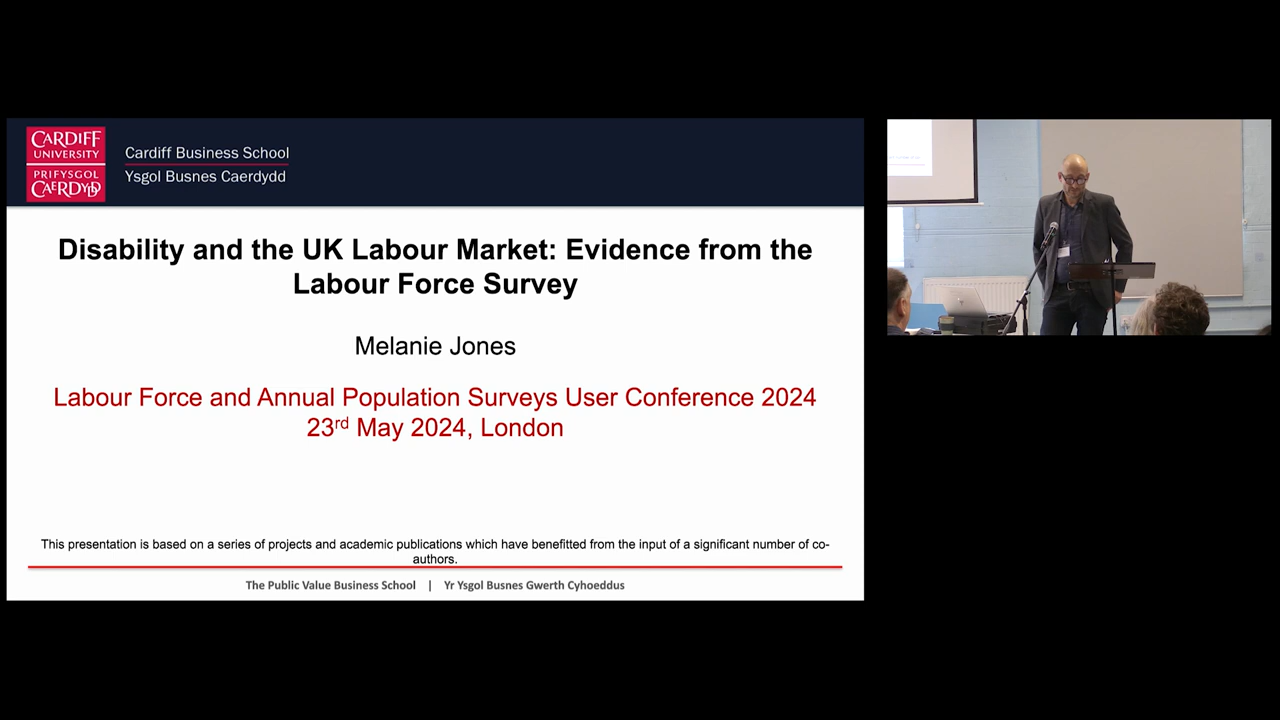 CARDIFF
UNIVERSITY
PRIFYSGOL
CAERDYDD
Cardiff Business School
Ysgol Busnes Caerdydd
Disability and the UK Labour Market: Evidence from the
Labour Force Survey
Melanie Jones
Labour Force and Annual Population Surveys User Conference 2024
23rd May 2024, London
This presentation is based on a series of projects and academic publications which have benefitted from the input of a significant number of co-
authors.
The Public Value Business School | Yr Ysgol Busnes Gwerth Cyhoeddus